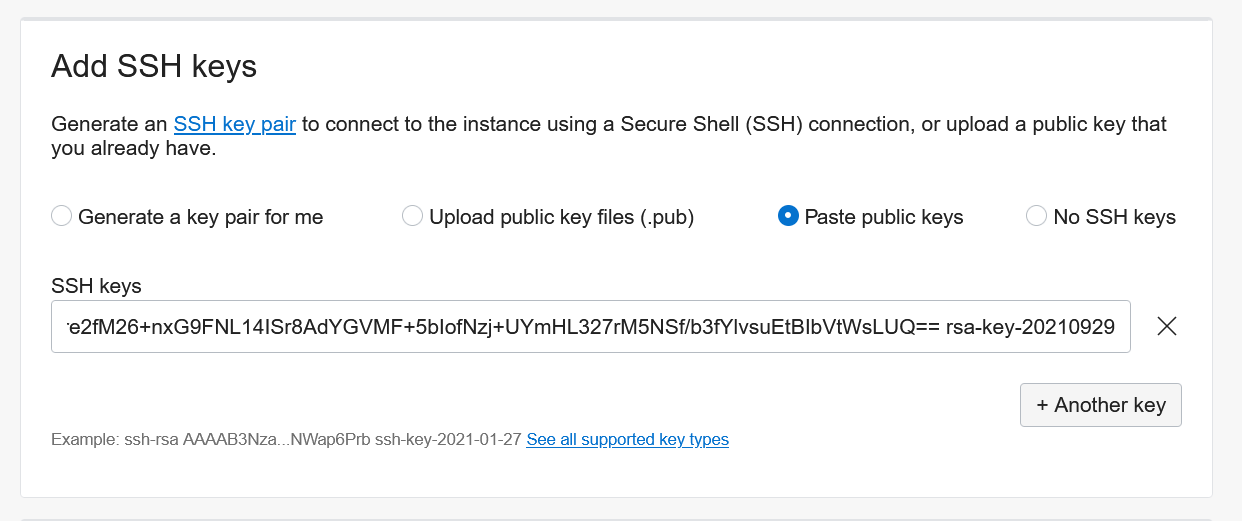 Add SSH keys
Generate an SSH key pair to connect to the instance using a Secure Shell (SSH) connection, or upload a public key that
you already have.
Generate a key pair for me Upload public key files (.pub) Paste public keys No SSH keys
SSH keys
e2fM26+nxG9FNL14ISr8AdYGVMF+5bIofNzj+UYmHL327rM5NSf/b3fYlvsuEtBIbVtWsLUQ== rsa-key-20210929
+ Another key
Example: ssh-rsa AAAAB3Nza...NWap6Prb ssh-key-2021-01-27 See all supported key types